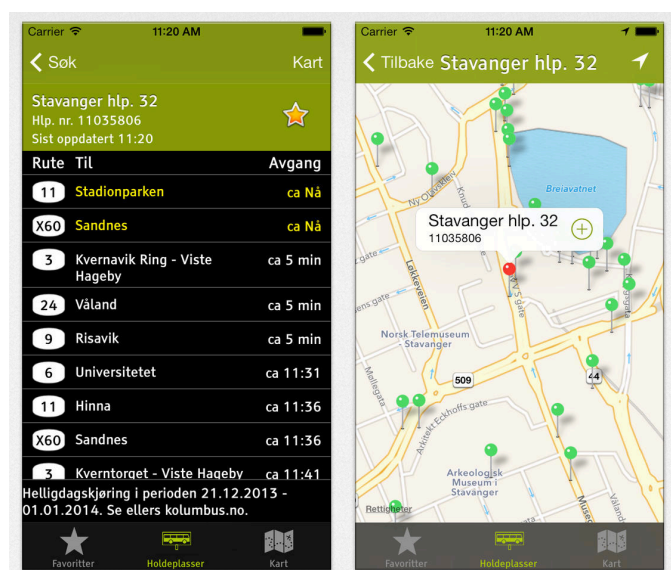 Carrier 11:20 AM
Søk Kart
Stavanger hlp. 32
Hlp. nr. 11035806
Sist oppdatert 11:20
Rute Til Avgang
11 Stadionparken ca Nå
X60 Sandnes ca Nå
3 Kvernavik Ring - Viste ca 5 min
Hageby
24 Våland ca 5 min
9 Risavik ca 5 min
6 Universitetet ca 11:31
11 Hinna ca 11:36
X60 Sandnes ca 11:36
3 Kverntorget - Viste Hageby ca 11:41
Helligdagskjøring i perioden 21.12.2013 -
01.01.2014. Se ellers kolumbus.no.
Favoritter Holdeplasser Kart
Carrier 11:20 AM
Tilbake Stavanger hlp. 32
Ny Olavskleiv
Breiavatnet
Stavanger hlp. 32
11035806
Løkkeveien
V S gate
Norsk Telemuseum
- Stavanger
Møllegata
509
44
Arkitekt Eckhoffs gate
Arkeologisk
Museum i
Stavanger
Rettigheter
Favoritter Holdeplasser Kart